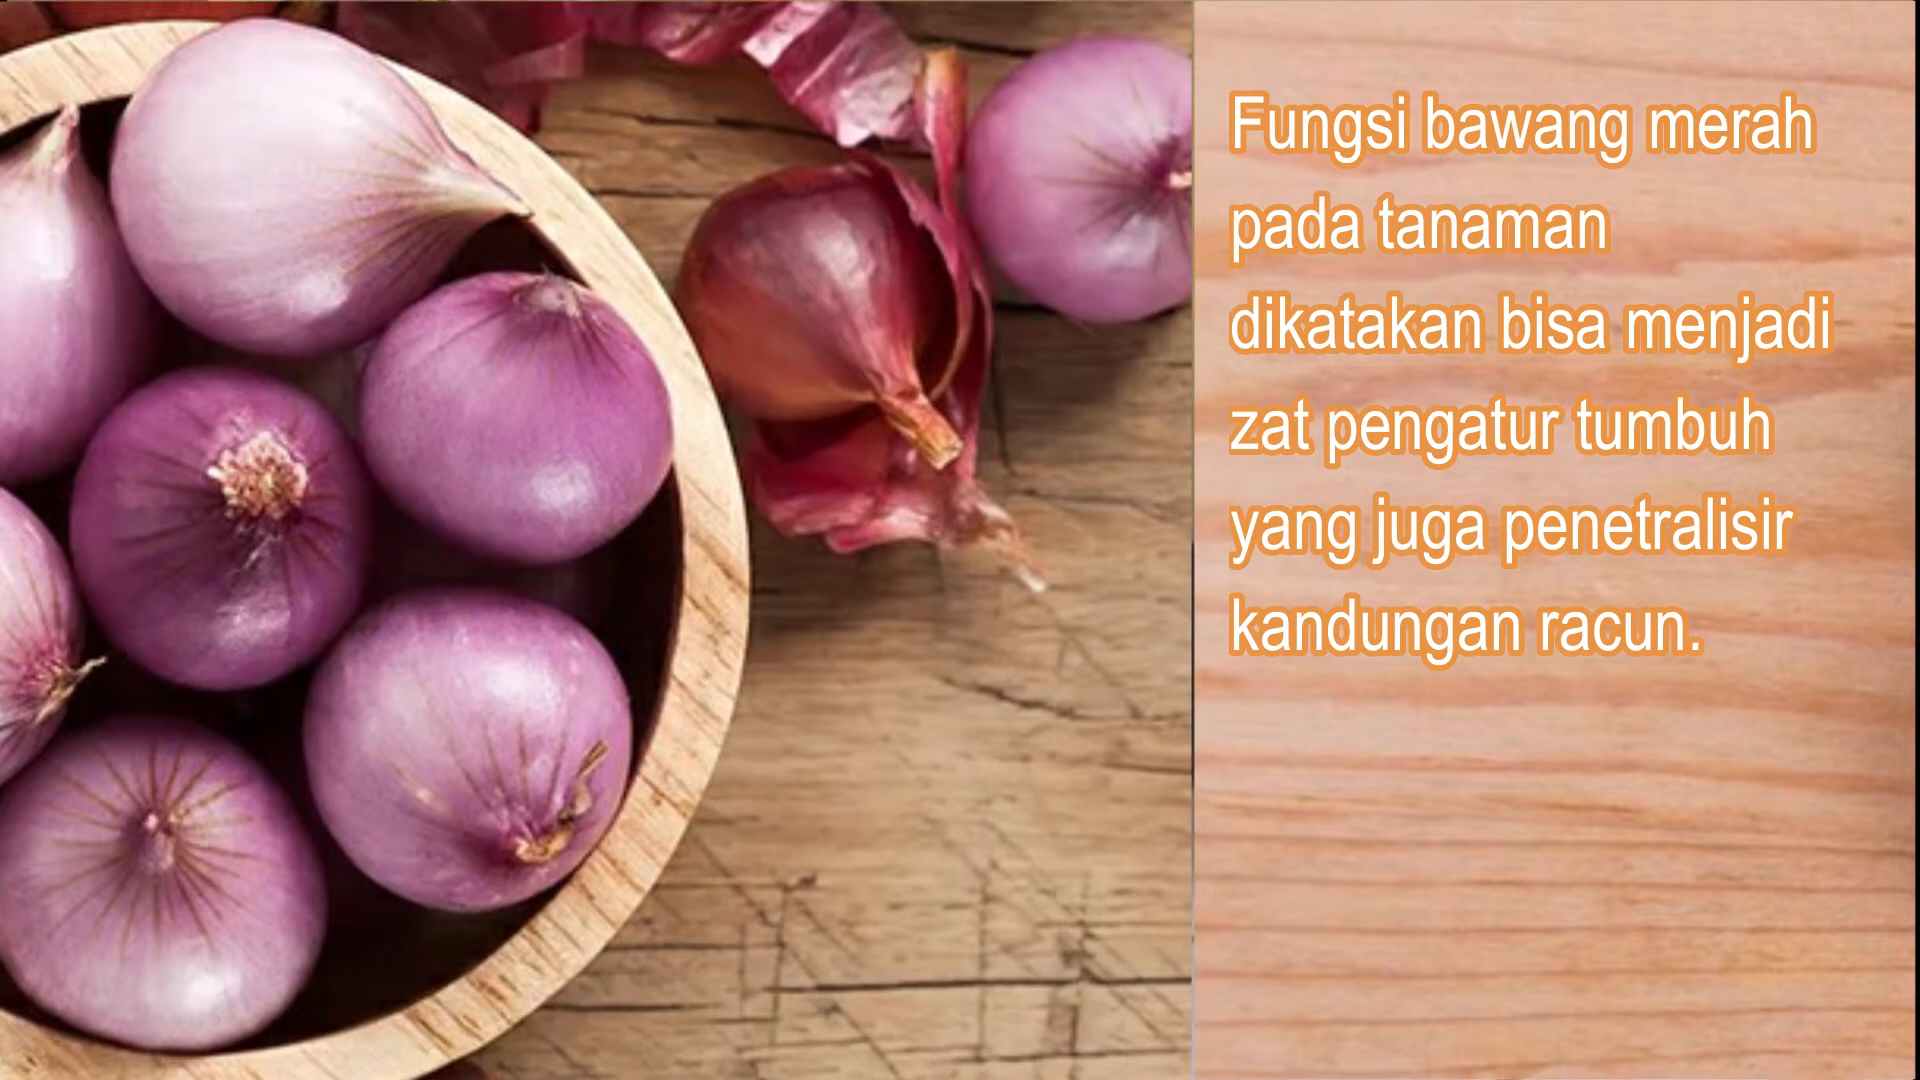 Fungsi bawang merah
pada tanaman
dikatakan bisa menjadi
zat pengatur tumbuh
yang juga penetralisir
kandungan racun.